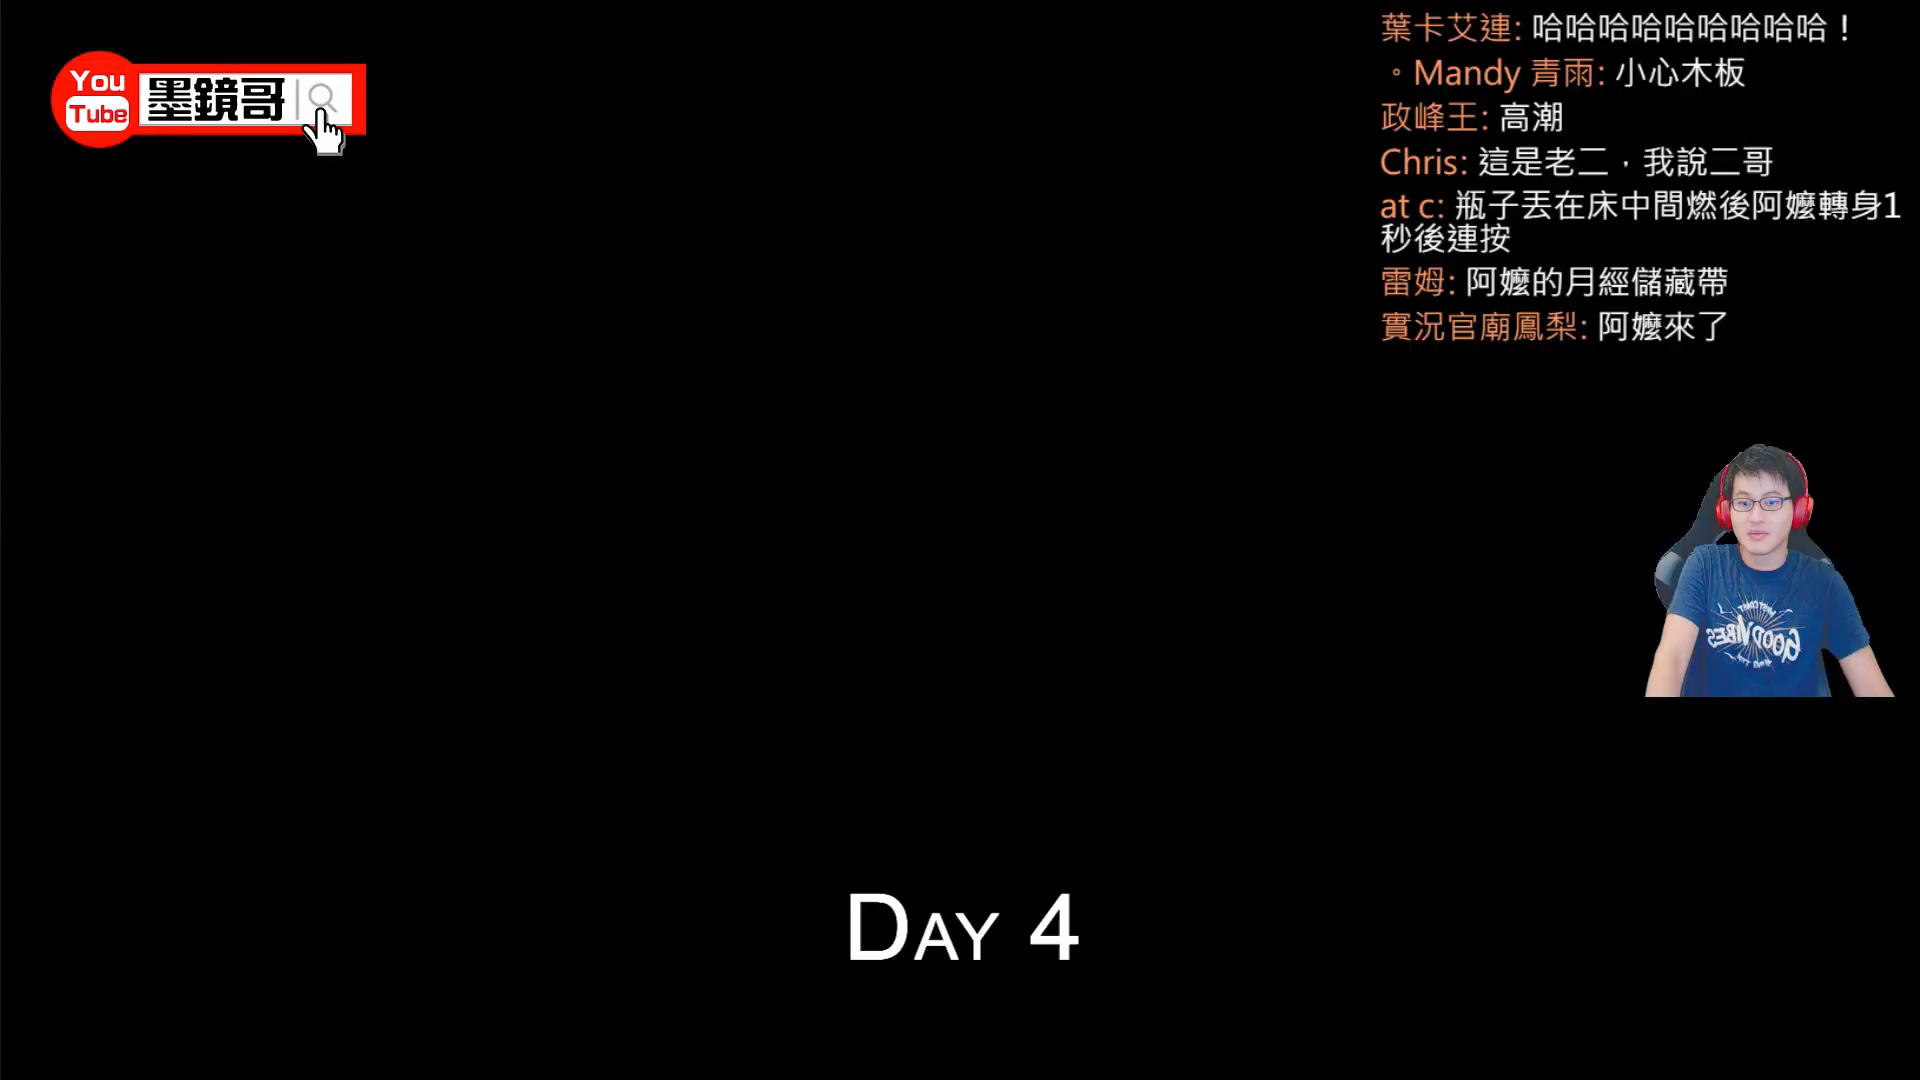 You
Tube
墨鏡哥
葉卡艾連: 哈哈哈哈哈哈哈哈哈！
。Mandy 青雨: 小心木板
政峰王: 高潮
Chris: 這是老二，我說二哥
at c: 瓶子丟在床中間燃後阿嬤轉身1
秒後連按
雷姆: 阿嬤的月經儲藏帶
實況官廟鳳梨: 阿嬤來了
GOOD VIBES
DAY 4